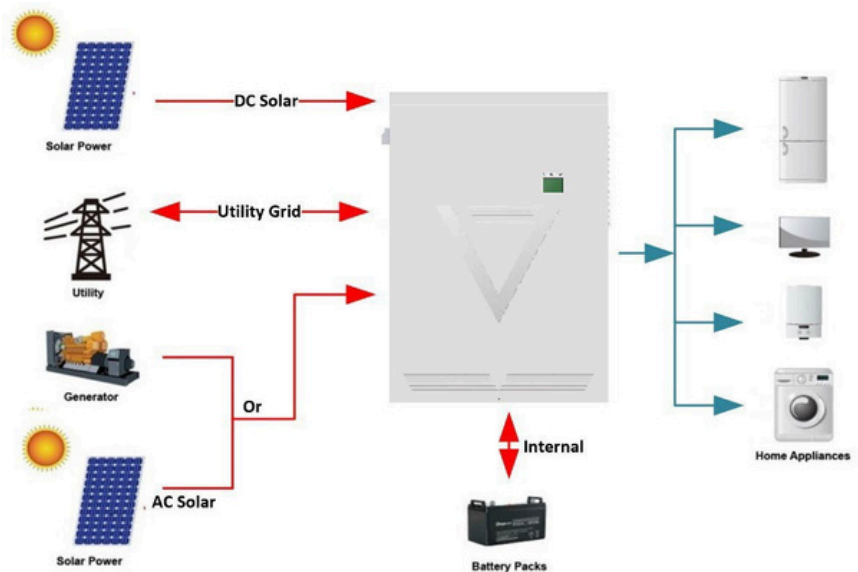 DC Solar
Solar Power
Utility Grid
Utility
Generator
Or
Internal
Home Appliances
AC Solar
Solar Power
Battery Packs